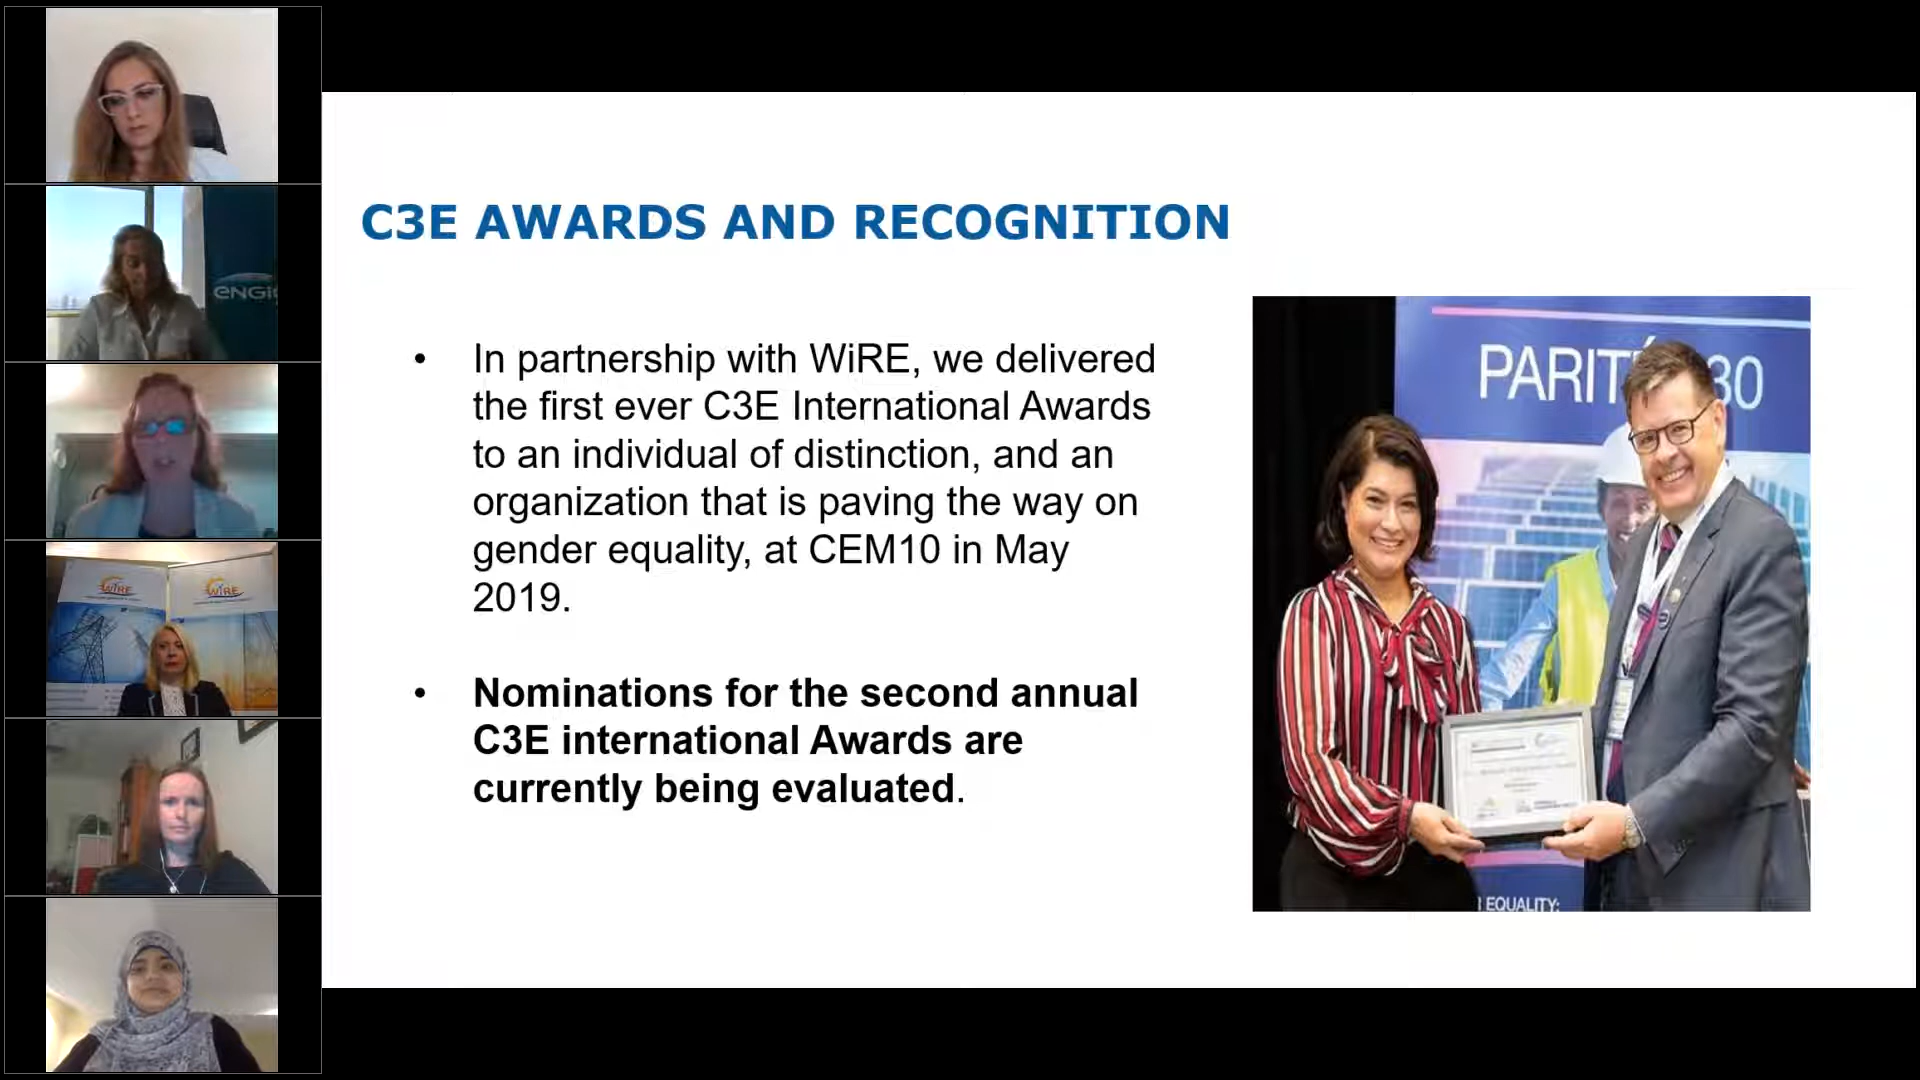 C3E AWARDS AND RECOGNITION
• In partnership with WiRE, we delivered
the first ever C3E International Awards
to an individual of distinction, and an
organization that is paving the way on
gender equality, at CEM10 in May
2019.
• Nominations for the second annual
C3E international Awards are
currently being evaluated.
PARITÉ 30
EQUALITY:
ENGI
WiRE
WiRE